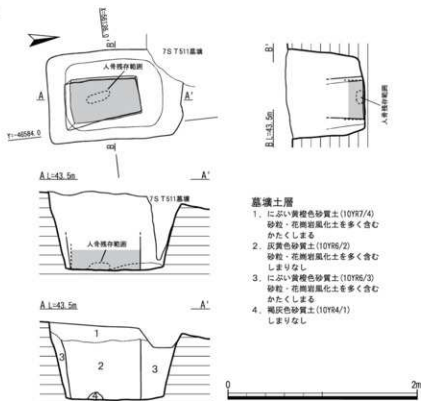 X=56136.0
B'
B
7ST511墓壙
人骨残存範囲
A
A'
Y=-46584.0
B'
B L=43.5m
人骨残存範囲
A L=43.5m
A'
7ST511墓壙
人骨残存範囲
A L=43.5m
A'
1
2
3
3
4
墓壙土層
1. にぶい黄橙色砂質土(10YR7/4)
砂粒・花崗岩風化土を多く含む
かたくしまる
2. 灰黄色砂質土(10YR6/2)
砂粒・花崗岩風化土を多く含む
しまりなし
3. にぶい黄橙色砂質土(10YR6/3)
砂粒・花崗岩風化土を多く含む
かたくしまる
4. 褐灰色砂質土(10YR4/1)
しまりなし
0
2m